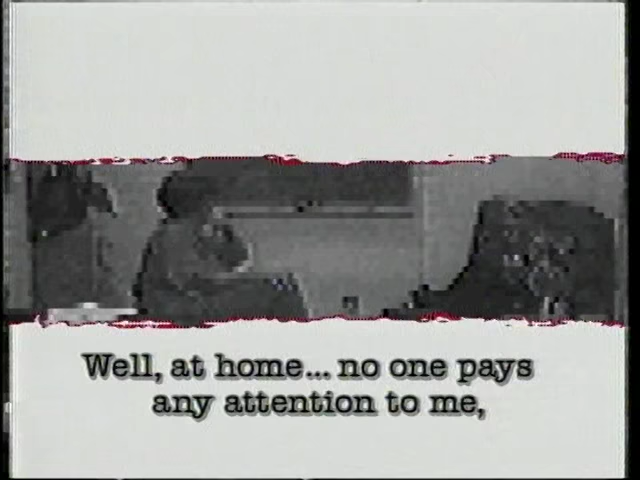 Well, at home... no one pays
any attention to me,